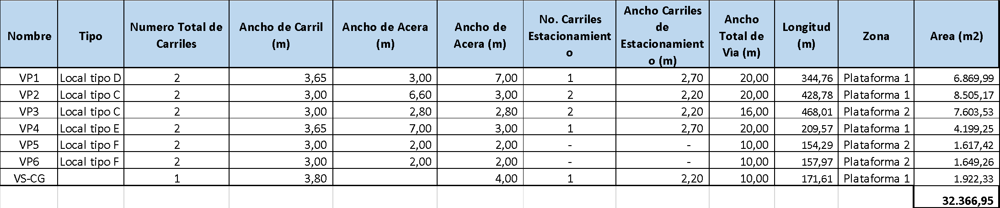 Nombre Tipo Numero Total de Carriles Ancho de Carril (m) Ancho de Acera (m) Ancho de Acera (m) No. Carriles Estacionamiento Ancho Carriles de Estacionamiento (m) Ancho Total de Vìa (m) Longitud (m) Zona Area (m2)
VP1 Local tipo D 2 3,65 3,00 7,00 1 2,70 20,00 344,76 Plataforma 1 6.869,99
VP2 Local tipo C 2 3,00 6,60 3,00 2 2,20 20,00 428,78 Plataforma 1 8.505,17
VP3 Local tipo C 2 3,00 2,80 2,80 2 2,20 16,00 468,01 Plataforma 2 7.603,53
VP4 Local tipo E 2 3,65 7,00 3,00 1 2,70 20,00 209,57 Plataforma 1 4.199,25
VP5 Local tipo F 2 3,00 2,00 2,00 - - 10,00 154,29 Plataforma 2 1.617,42
VP6 Local tipo F 2 3,00 2,00 2,00 - - 10,00 157,97 Plataforma 2 1.649,26
VS-CG 1 3,80 4,00 1 2,20 10,00 171,61 Plataforma 1 1.922,33
32.366,95